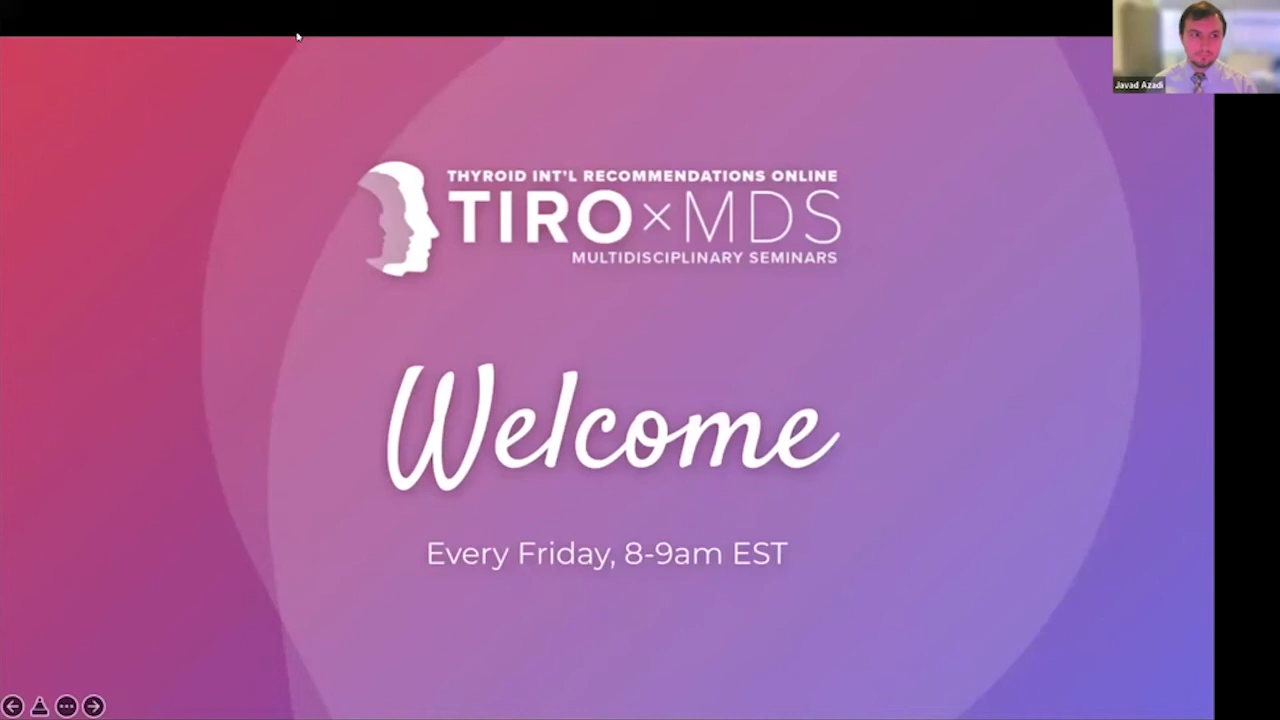 Javad Azadi
THYROID INT'L RECOMMENDATIONS ONLINE
TIRO×MDS
MULTIDISCIPLINARY SEMINARS
Welcome
Every Friday, 8-9am EST